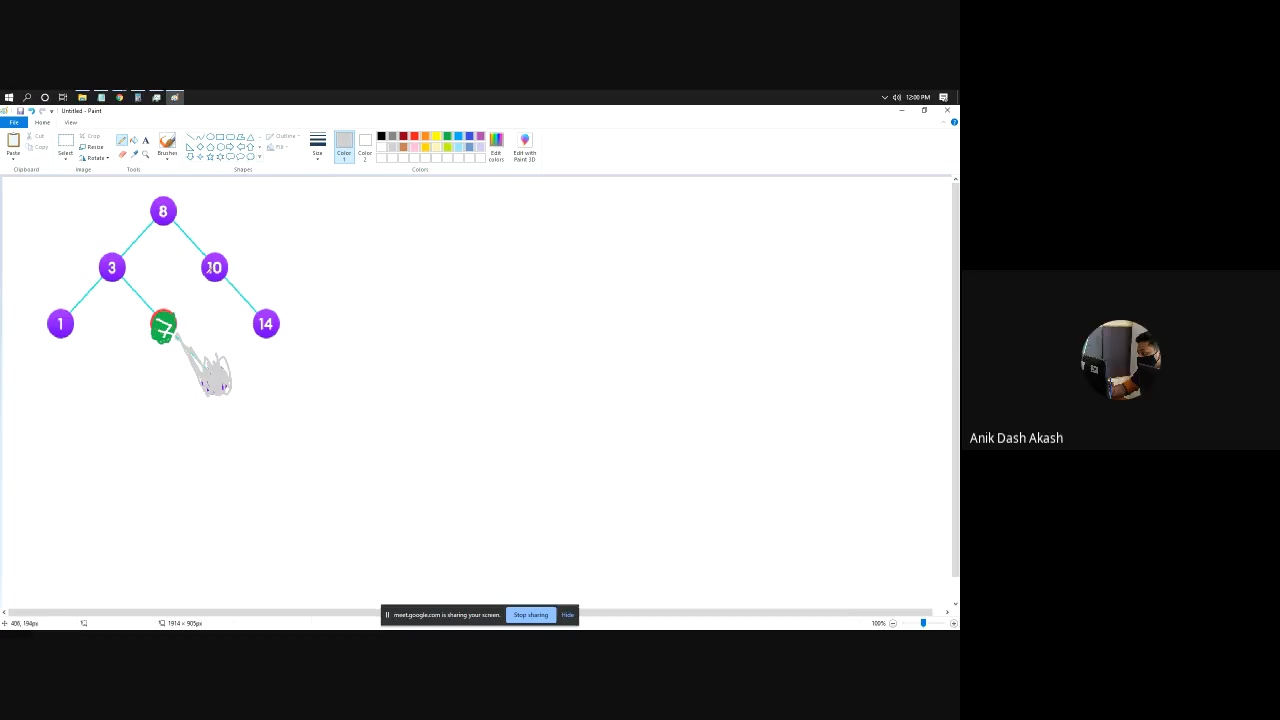 12:00 PM
Untitled - Paint
File Home View
Cut
Copy
Paste
Clipboard
Crop
Resize
Rotate
Select
Image
A
Tools
Brushes
Outline
Fill
Shapes
Size
Color 1
Color 2
Edit colors
Colors
Edit with Paint 3D
8
3 10
1 7 14
Anik Dash Akash
meet.google.com is sharing your screen. Stop sharing Hide
406, 194px 1914 × 905px 100%